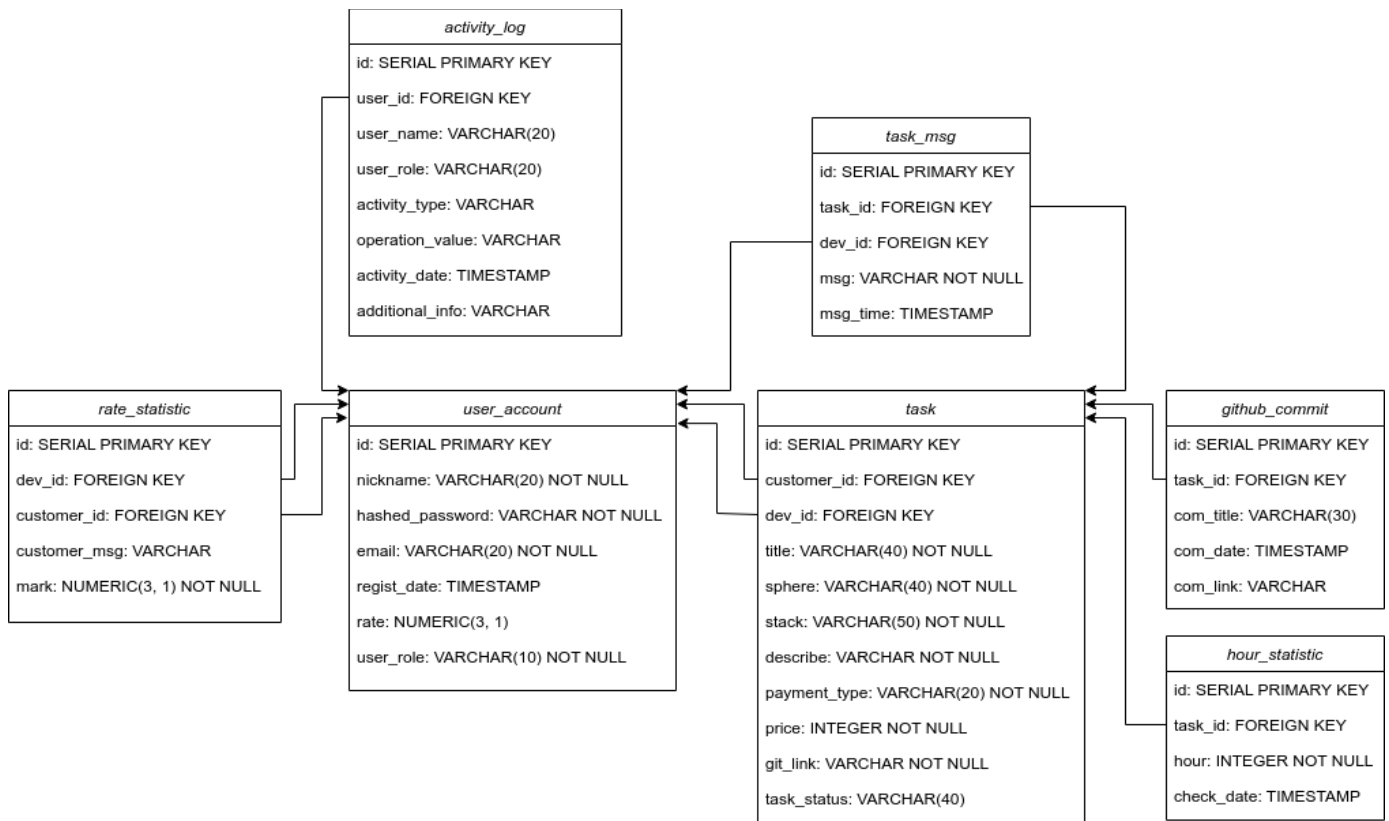 activity_log
id: SERIAL PRIMARY KEY
user_id: FOREIGN KEY
user_name: VARCHAR(20)
user_role: VARCHAR(20)
activity_type: VARCHAR
operation_value: VARCHAR
activity_date: TIMESTAMP
additional_info: VARCHAR
task_msg
id: SERIAL PRIMARY KEY
task_id: FOREIGN KEY
dev_id: FOREIGN KEY
msg: VARCHAR NOT NULL
msg_time: TIMESTAMP
rate_statistic
id: SERIAL PRIMARY KEY
dev_id: FOREIGN KEY
customer_id: FOREIGN KEY
customer_msg: VARCHAR
mark: NUMERIC(3, 1) NOT NULL
user_account
id: SERIAL PRIMARY KEY
nickname: VARCHAR(20) NOT NULL
hashed_password: VARCHAR NOT NULL
email: VARCHAR(20) NOT NULL
regist_date: TIMESTAMP
rate: NUMERIC(3, 1)
user_role: VARCHAR(10) NOT NULL
task
id: SERIAL PRIMARY KEY
customer_id: FOREIGN KEY
dev_id: FOREIGN KEY
title: VARCHAR(40) NOT NULL
sphere: VARCHAR(40) NOT NULL
stack: VARCHAR(50) NOT NULL
describe: VARCHAR NOT NULL
payment_type: VARCHAR(20) NOT NULL
price: INTEGER NOT NULL
git_link: VARCHAR NOT NULL
task_status: VARCHAR(40)
github_commit
id: SERIAL PRIMARY KEY
task_id: FOREIGN KEY
com_title: VARCHAR(30)
com_date: TIMESTAMP
com_link: VARCHAR
hour_statistic
id: SERIAL PRIMARY KEY
task_id: FOREIGN KEY
hour: INTEGER NOT NULL
check_date: TIMESTAMP